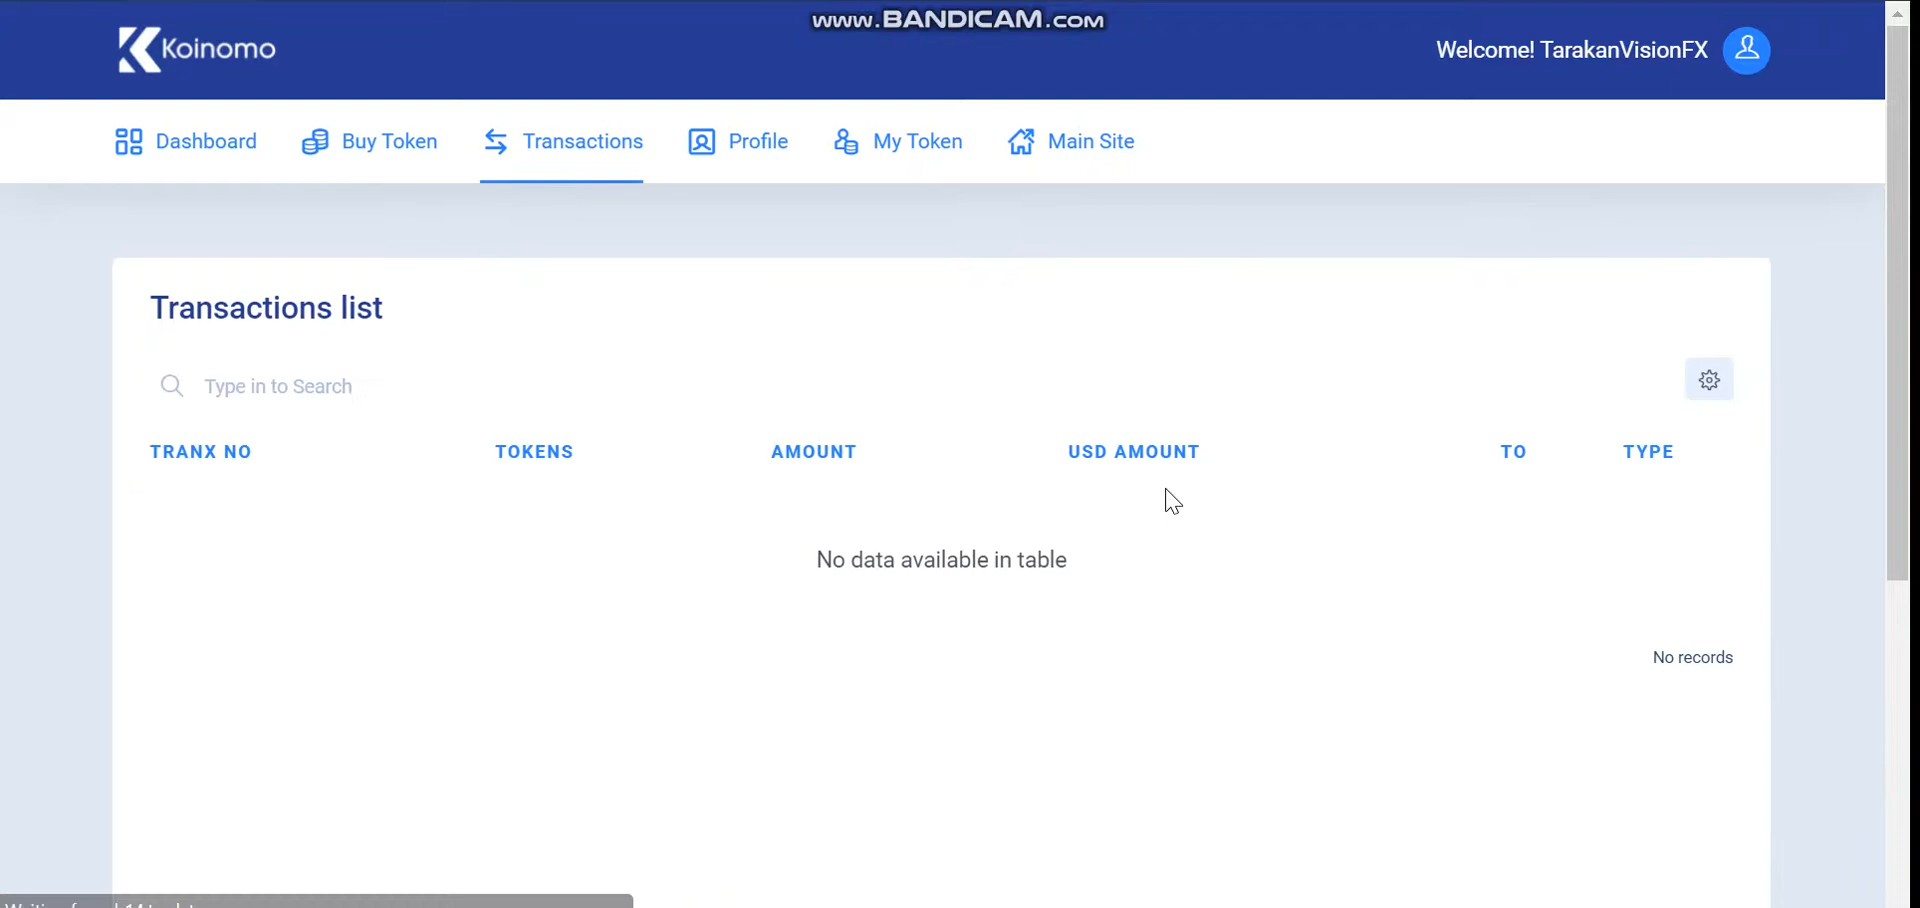 www.BANDICAM.com
Koinomo
Welcome! TarakanVisionFX
Dashboard Buy Token Transactions Profile My Token Main Site
Transactions list
Type in to Search
TRANX NO TOKENS AMOUNT USD AMOUNT TO TYPE
No data available in table
No records